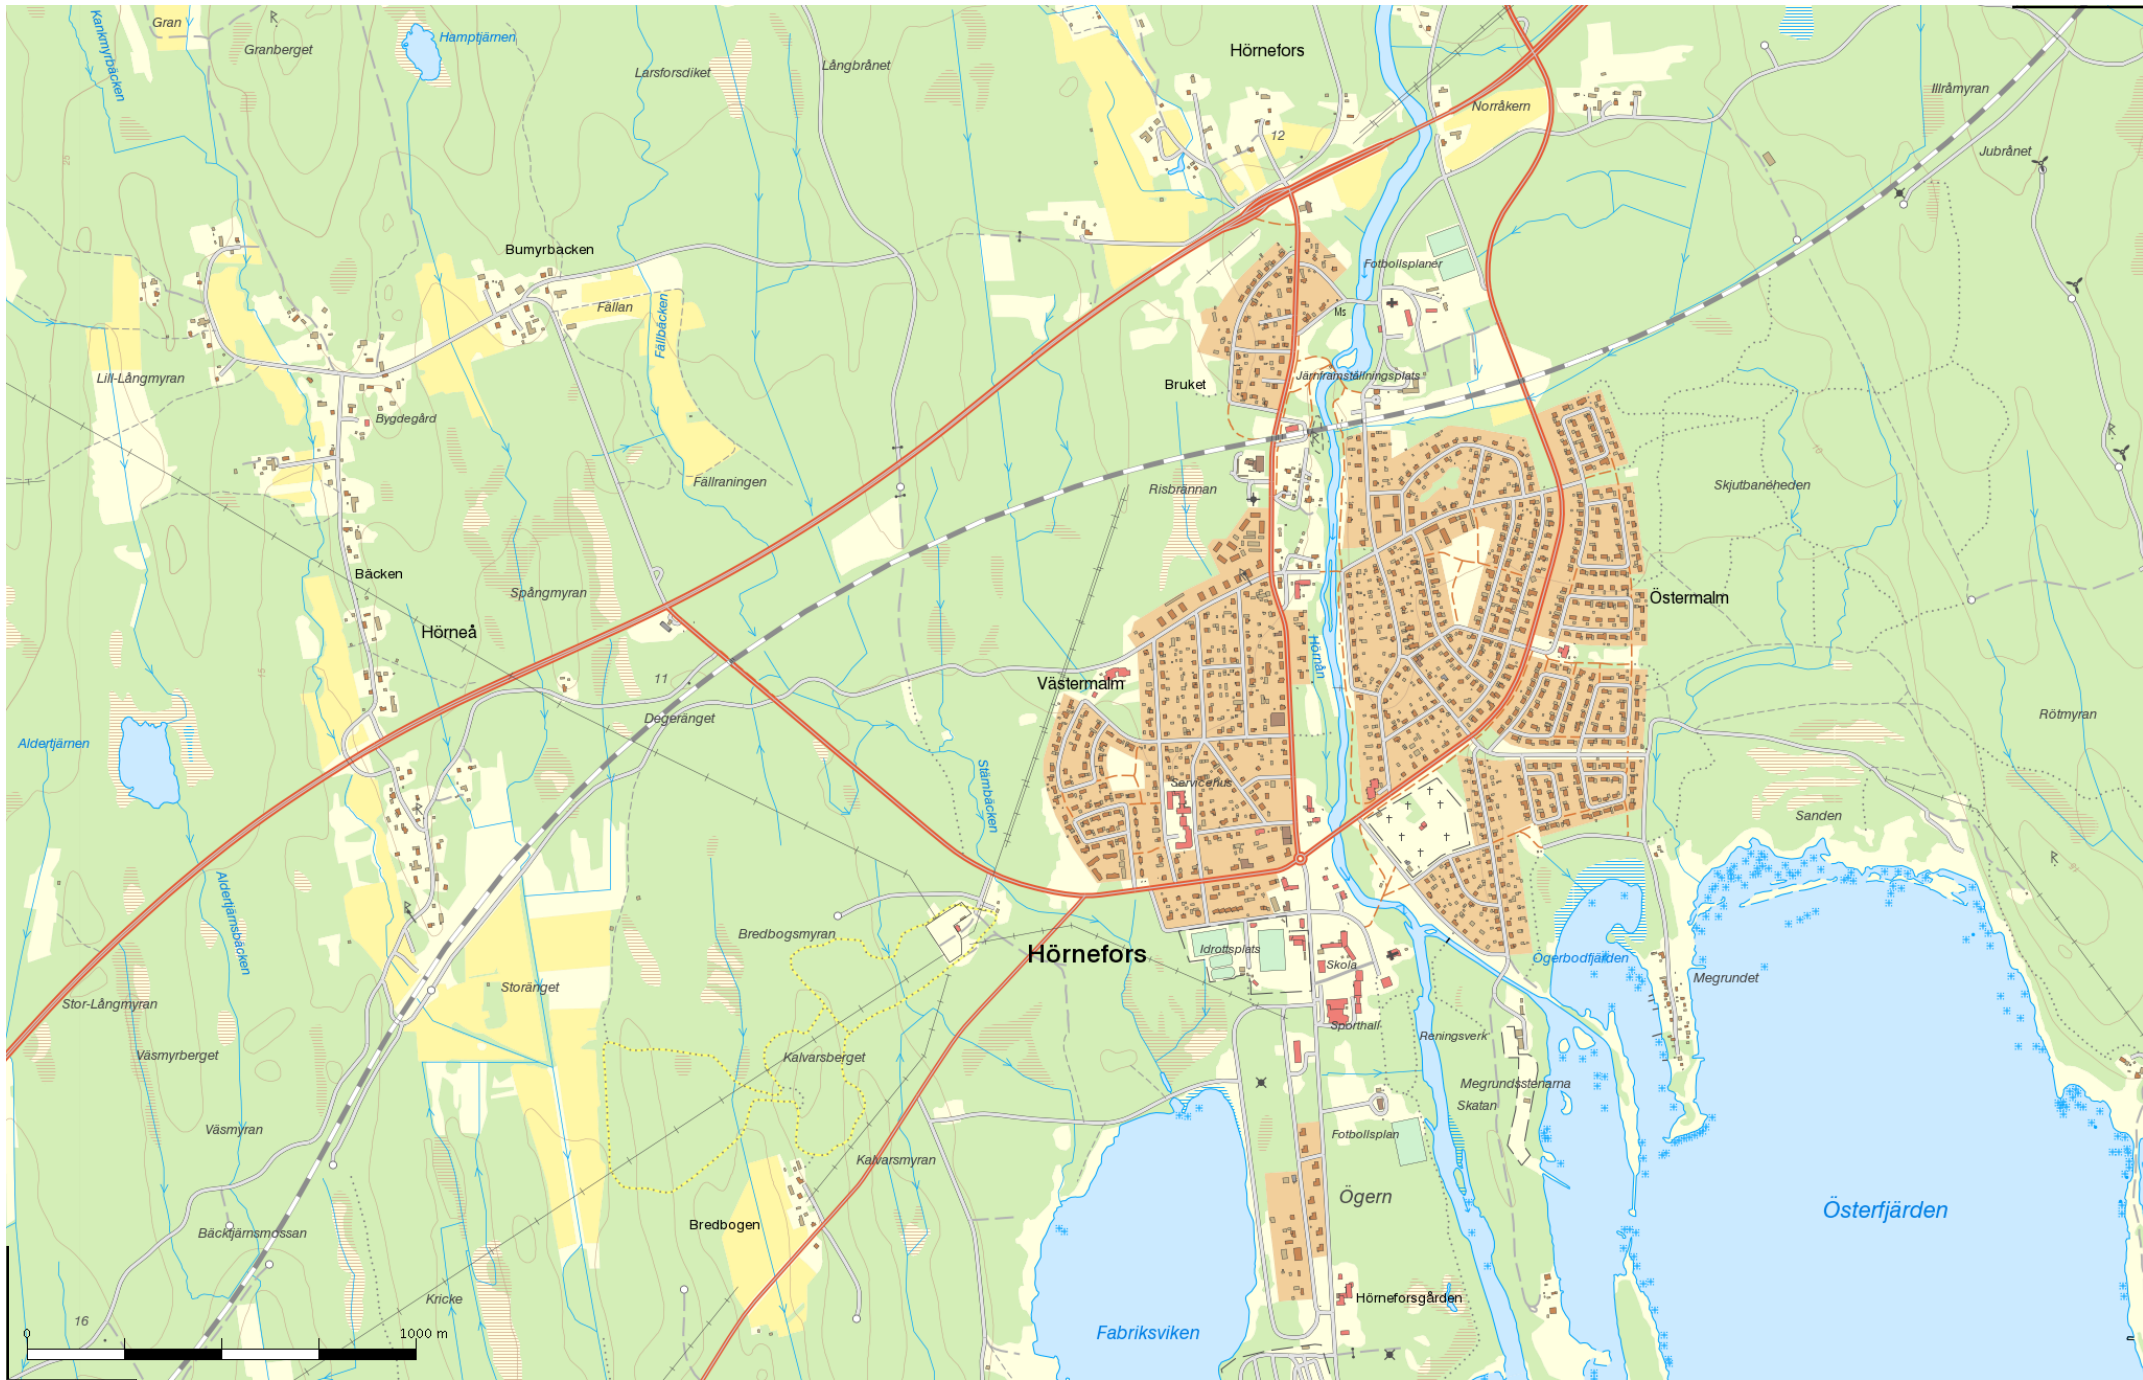 Gran
Kankmyrbäcken
Granberget
Hamptjärnen
Larsforsdiket
Långbrånet
Hörnefors
Norråkern
Illråmyran
12
Jubrånet
Bumyrbäcken
Fotbollsplaner
Fällan
Ms
Fällbäcken
Lill-Långmyran
Järnframställningsplats
Bruket
Bygdegård
Fällraningen
Risbrännan
Skjutbaneheden
Bäcken
Spångmyran
Östermalm
Hörneå
Hörnån
11
Västermalm
Degeränget
Rötmyran
Aldertjärnen
Servicehus
Stämbäcken
Sanden
Aldertjärnsbäcken
Bredbogsmyran
Hörnefors
Idrottsplats
Skola
Ögerbodfjärden
Megrundet
Storänget
Stor-Långmyran
Sporthall
Reningsverk
Väsmyrberget
Kalvarsberget
Megrundsstenarna
Skatan
Väsmyran
Fotbollsplan
Kalvarsmyran
Ögern
Österfjärden
Bredbogen
Bäcktjärnsmossan
Kricke
Hörneforsgården
16
Fabriksviken
0
1000 m